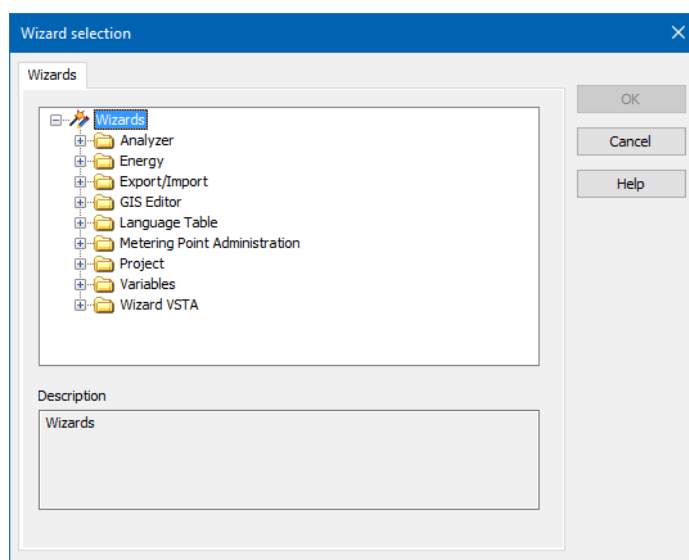 Wizard selection
Wizards
Wizards
Analyzer
Energy
Export/Import
GIS Editor
Language Table
Metering Point Administration
Project
Variables
Wizard VSTA
Description
Wizards
OK
Cancel
Help